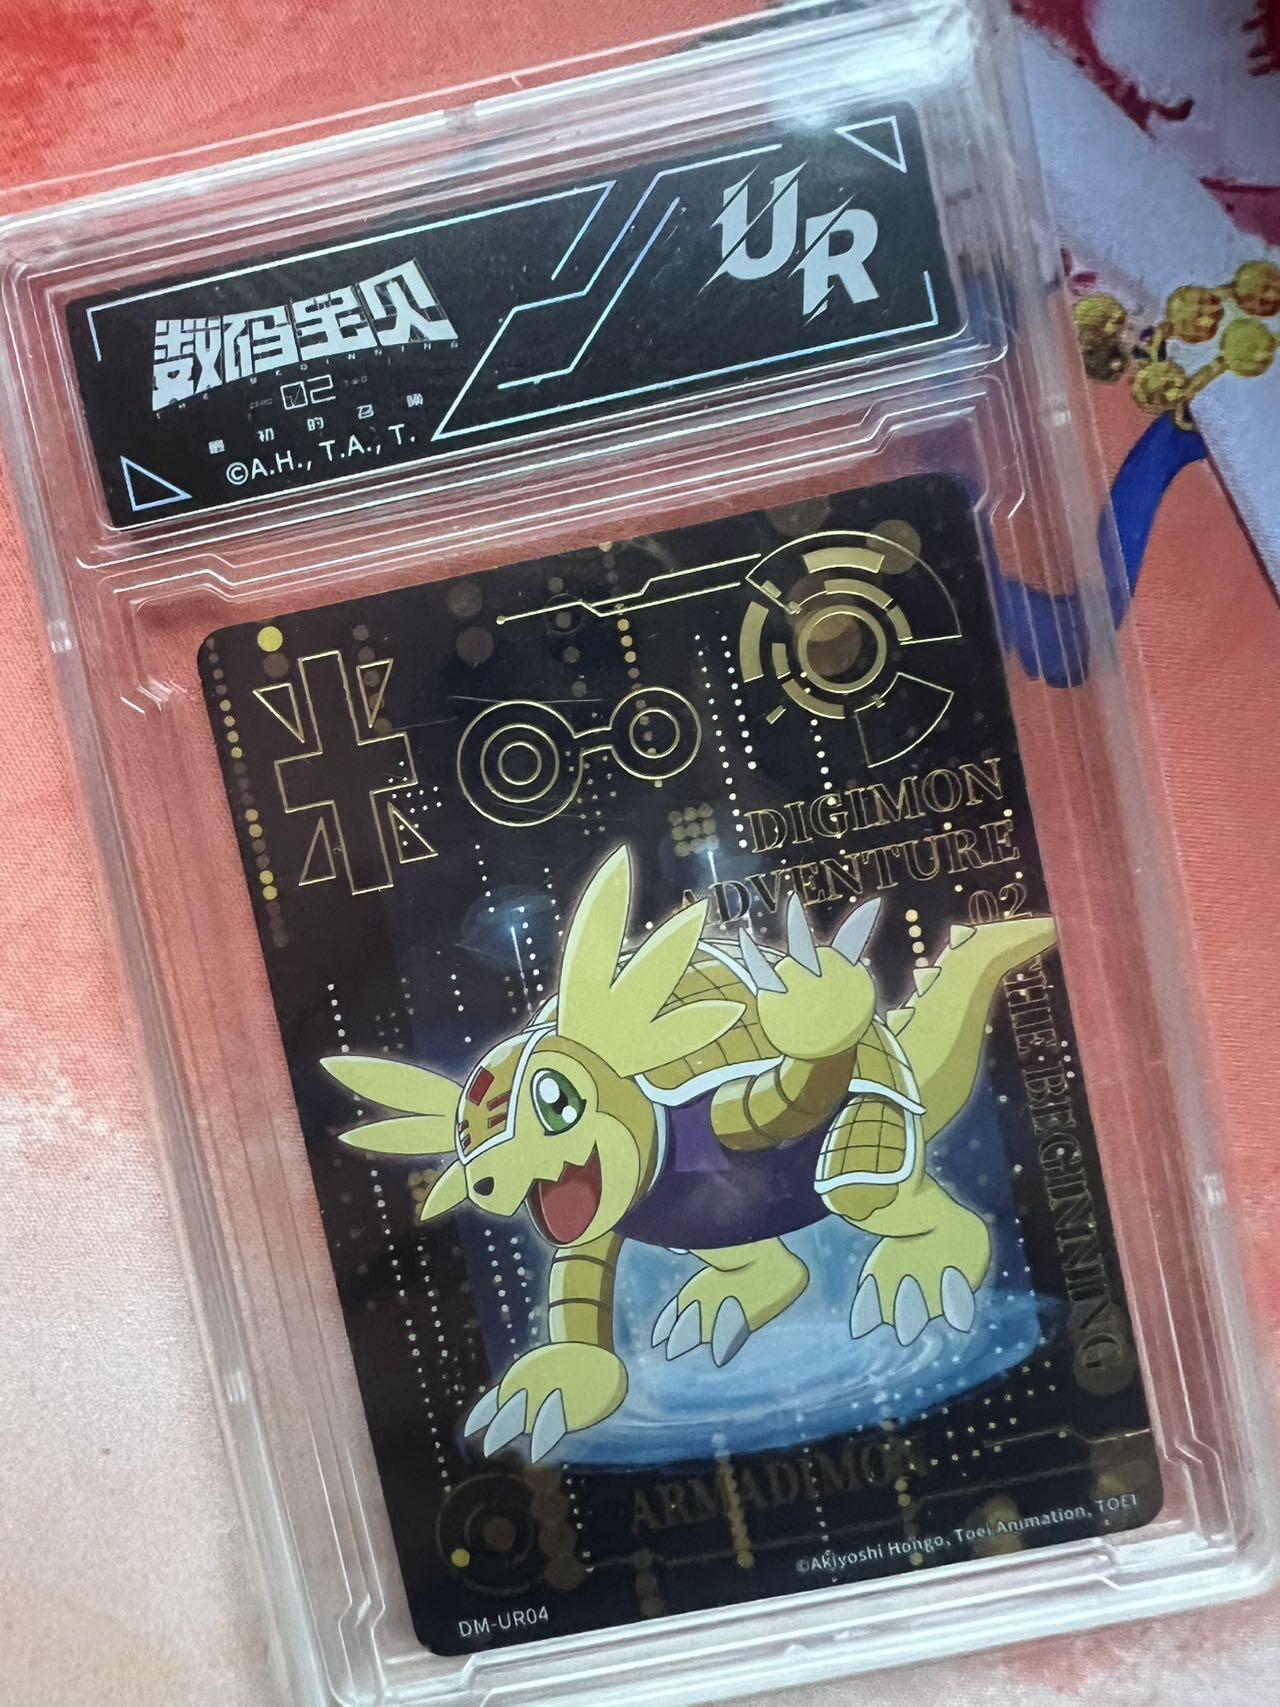 数码宝贝
THE BEGINNING
02
最初的召唤
©A.H., T.A., T.
UR
DIGIMON
ADVENTURE
02
THE BEGINNING
ARMADIMON
©Akiyoshi Hongo, Toei Animation, TOEI
DM-UR04